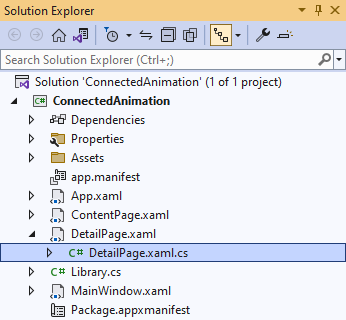 Solution Explorer
Search Solution Explorer (Ctrl+;)
Solution 'ConnectedAnimation' (1 of 1 project)
C# ConnectedAnimation
Dependencies
Properties
Assets
app.manifest
App.xaml
ContentPage.xaml
DetailPage.xaml
C# DetailPage.xaml.cs
C# Library.cs
MainWindow.xaml
Package.appxmanifest